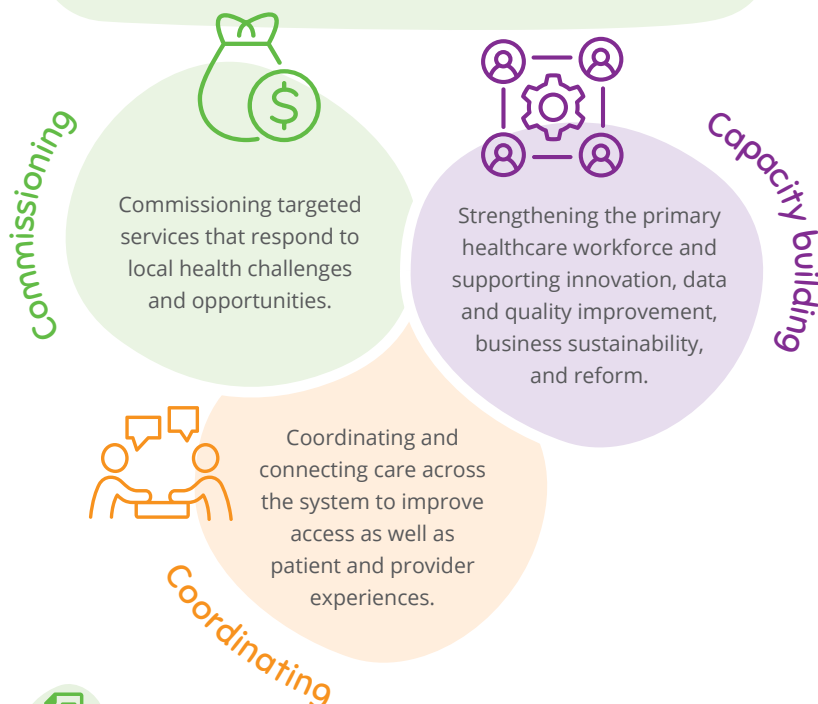 Commissioning
Commissioning targeted
services that respond to
local health challenges
and opportunities.
Capacity building
Strengthening the primary
healthcare workforce and
supporting innovation, data
and quality improvement,
business sustainability,
and reform.
Coordinating
Coordinating and
connecting care across
the system to improve
access as well as
patient and provider
experiences.
$